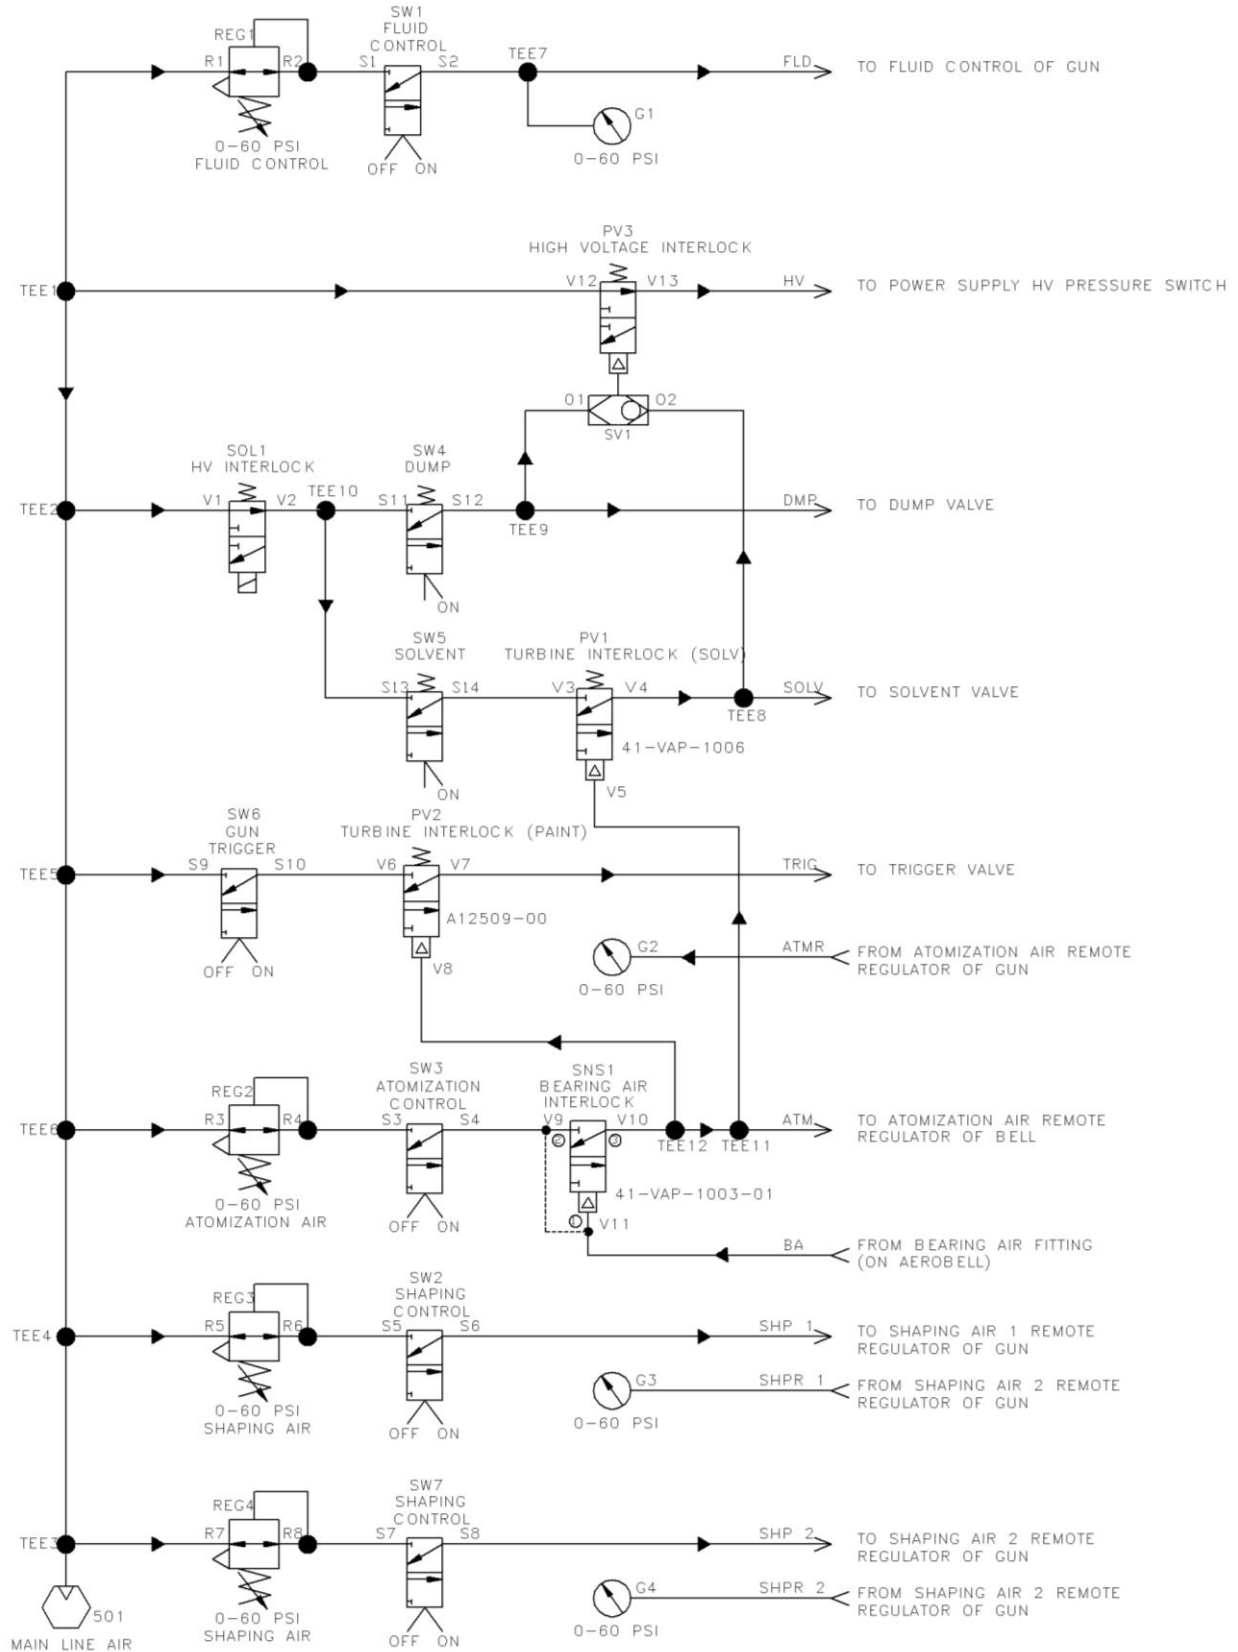 SW1
FLUID
CONTROL
REG1
R1
R2
S1
S2
TEE7
FLD
TO FLUID CONTROL OF GUN
G1
0-60 PSI
0-60 PSI
FLUID CONTROL
OFF ON
PV3
HIGH VOLTAGE INTERLOCK
TEE1
V12
V13
HV
TO POWER SUPPLY HV PRESSURE SWITCH
O1
O2
SV1
SOL1
HV INTERLOCK
SW4
DUMP
TEE2
V1
V2
TEE10
S11
S12
TEE9
DMP
TO DUMP VALVE
ON
SW5
SOLVENT
PV1
TURBINE INTERLOCK (SOLV)
S13
S14
V3
V4
SOLV
TO SOLVENT VALVE
TEE8
41-VAP-1006
ON
V5
SW6
GUN
TRIGGER
PV2
TURBINE INTERLOCK (PAINT)
TEE5
S9
S10
V6
V7
TRIG
TO TRIGGER VALVE
A12509-00
OFF ON
V8
G2
ATMR
FROM ATOMIZATION AIR REMOTE
REGULATOR OF GUN
0-60 PSI
REG2
SW3
ATOMIZATION
CONTROL
SNS1
BEARING AIR
INTERLOCK
TEE6
R3
R4
S3
S4
V9
V10
2
3
TEE12
TEE11
ATM
TO ATOMIZATION AIR REMOTE
REGULATOR OF BELL
0-60 PSI
ATOMIZATION AIR
OFF ON
41-VAP-1003-01
1
V11
BA
FROM BEARING AIR FITTING
(ON AEROBELL)
REG3
SW2
SHAPING
CONTROL
TEE4
R5
R6
S5
S6
SHP 1
TO SHAPING AIR 1 REMOTE
REGULATOR OF GUN
G3
SHPR 1
FROM SHAPING AIR 2 REMOTE
REGULATOR OF GUN
0-60 PSI
0-60 PSI
SHAPING AIR
OFF ON
REG4
SW7
SHAPING
CONTROL
TEE3
R7
R8
S7
S8
SHP 2
TO SHAPING AIR 2 REMOTE
REGULATOR OF GUN
G4
SHPR 2
FROM SHAPING AIR 2 REMOTE
REGULATOR OF GUN
0-60 PSI
0-60 PSI
SHAPING AIR
OFF ON
501
MAIN LINE AIR